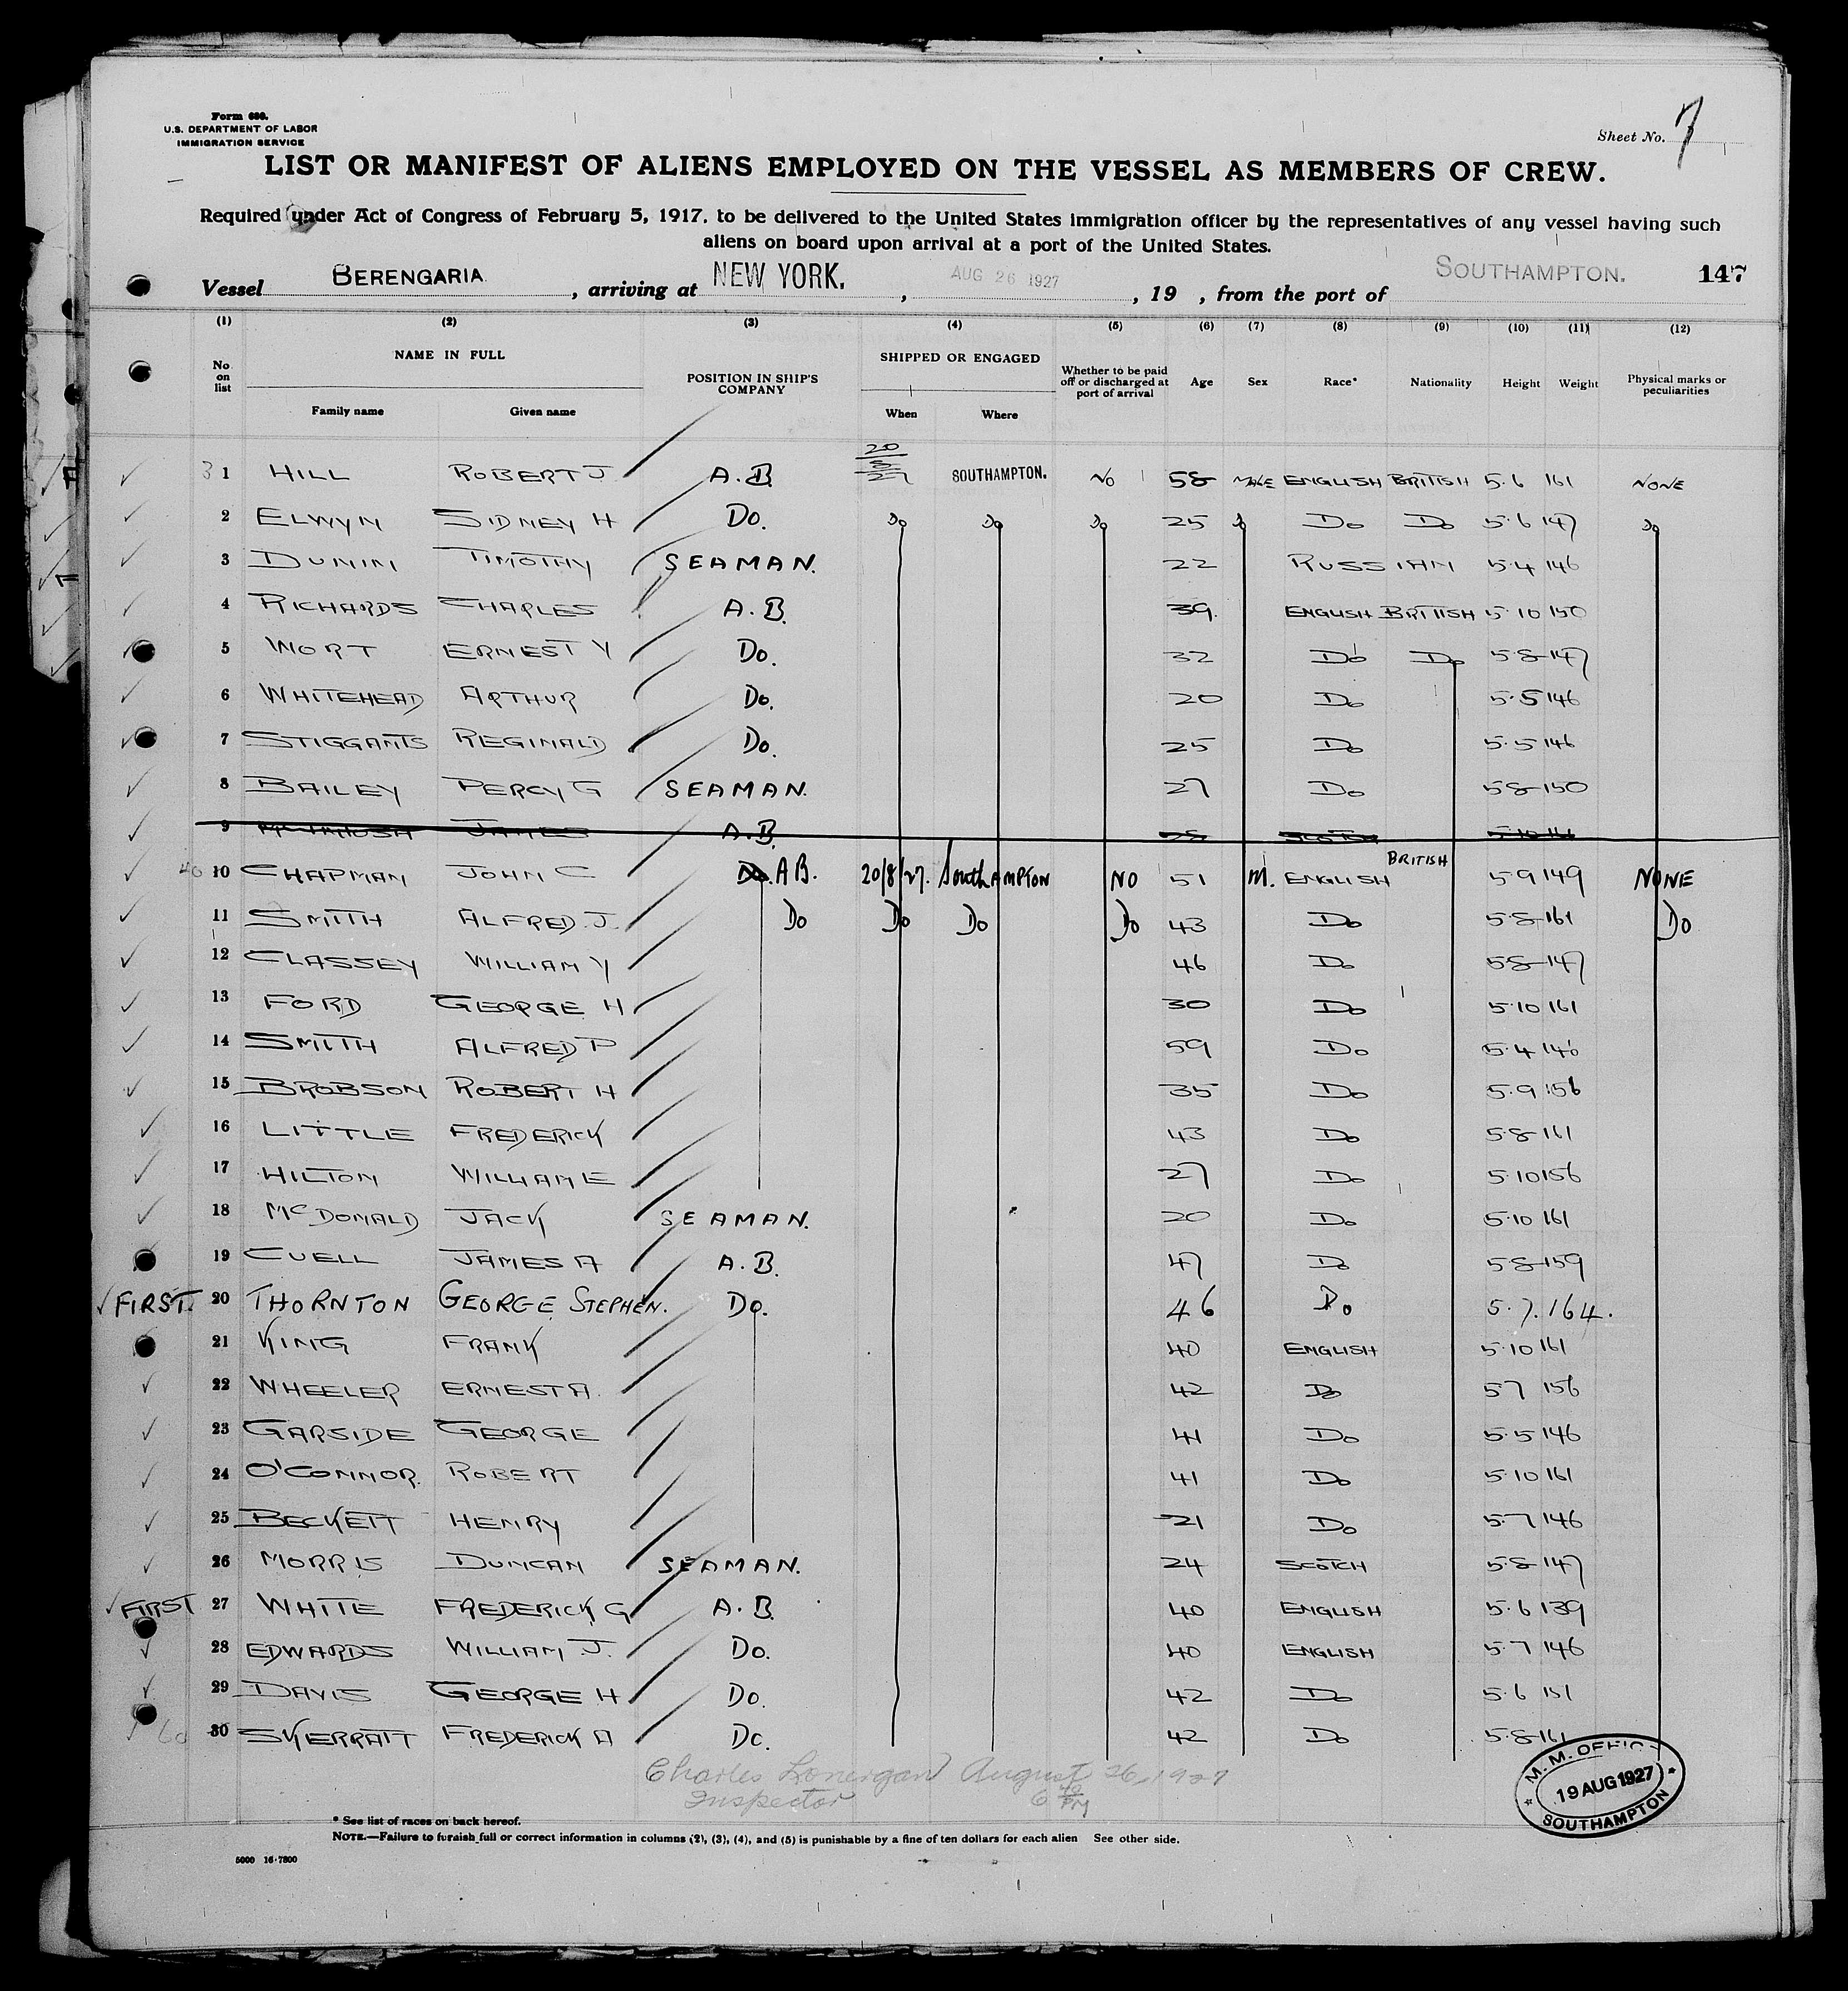 Form 680.
U.S. DEPARTMENT OF LABOR
IMMIGRATION SERVICE
Sheet No. 7
LIST OR MANIFEST OF ALIENS EMPLOYED ON THE VESSEL AS MEMBERS OF CREW.
Required under Act of Congress of February 5, 1917, to be delivered to the United States immigration officer by the representatives of any vessel having such
aliens on board upon arrival at a port of the United States.
Vessel BERENGARIA, arriving at NEW YORK. , AUG 26 1927 , 19 , from the port of SOUTHAMPTON. 147
(1) (2) (3) (4) (5) (6) (7) (8) (9) (10) (11) (12)
No. on list NAME IN FULL Family name Given name POSITION IN SHIP'S COMPANY SHIPPED OR ENGAGED When Where Whether to be paid off or discharged at port of arrival Age Sex Race* Nationality Height Weight Physical marks or peculiarities
1 HILL ROBERT J A.B. 20/8/27 SOUTHAMPTON. NO 58 MALE ENGLISH BRITISH 5.6 161 NONE
2 ELWYN SIDNEY H Do. Do Do Do 25 Do Do Do 5.6 147 Do
3 DUNIN TIMOTHY SEAMAN. 22 RUSSIAN 5.4 146
4 RICHARDS CHARLES A.B. 39. ENGLISH BRITISH 5.10 150
5 WORT ERNEST V Do. 32 Do Do 5.8 147
6 WHITEHEAD ARTHUR Do. 20 Do 5.5 146
7 STIGGANTS REGINALD Do. 25 Do 5.5 146
8 BAILEY PERCY G SEAMAN. 27 Do 5.8 150
9 JAMES A.B.
10 CHAPMAN JOHN C Do. A B. 20/8/27. SouthAMPTON NO 51 M. ENGLISH BRITISH 5.9 149 NONE
11 SMITH ALFRED. J. Do Do Do Do 43 Do 5.8 161 Do
12 CLASSEY WILLIAM V 46 Do 5.8 147
13 FORD GEORGE H 30 Do 5.10 161
14 SMITH ALFRED P 59 Do 5.4 140
15 BROBSON ROBERT H 35 Do 5.9 156
16 LITTLE FREDERICK 43 Do 5.8 161
17 HILTON WILLIAM E 27 Do 5.10 156
18 McDONALD JACK SEAMAN. 20 Do 5.10 161
19 CUELL JAMES A A.B. 47 Do 5.8 159
FIRST. 20 THORNTON GEORGE STEPHEN. Do. 46 Do 5.7. 164.
21 KING FRANK 40 ENGLISH 5.10 161
22 WHEELER ERNEST A. 42 Do 5.7 156
23 GARSIDE GEORGE 41 Do 5.5 146
24 O'CONNOR. ROBERT 41 Do 5.10 161
25 BECKETT HENRY 21 Do 5.7 146
26 MORRIS DUNCAN SEAMAN. 24 SCOTCH 5.8 147
FIRST 27 WHITE FREDERICK G A.B. 40 ENGLISH 5.6 139
28 EDWARDS WILLIAM J. Do. 40 ENGLISH 5.7 146
29 DAVIS GEORGE H Do. 42 Do 5.6 151
30 SKERRATT FREDERICK A Do. 42 Do 5.8 161
Charles Lonergan August 26, 1927
Inspector 6 PM
M.M. OFFICE
19 AUG 1927
SOUTHAMPTON
* See list of races on back hereof.
NOTE.—Failure to furnish full or correct information in columns (2), (3), (4), and (5) is punishable by a fine of ten dollars for each alien See other side.
5000 16-7800